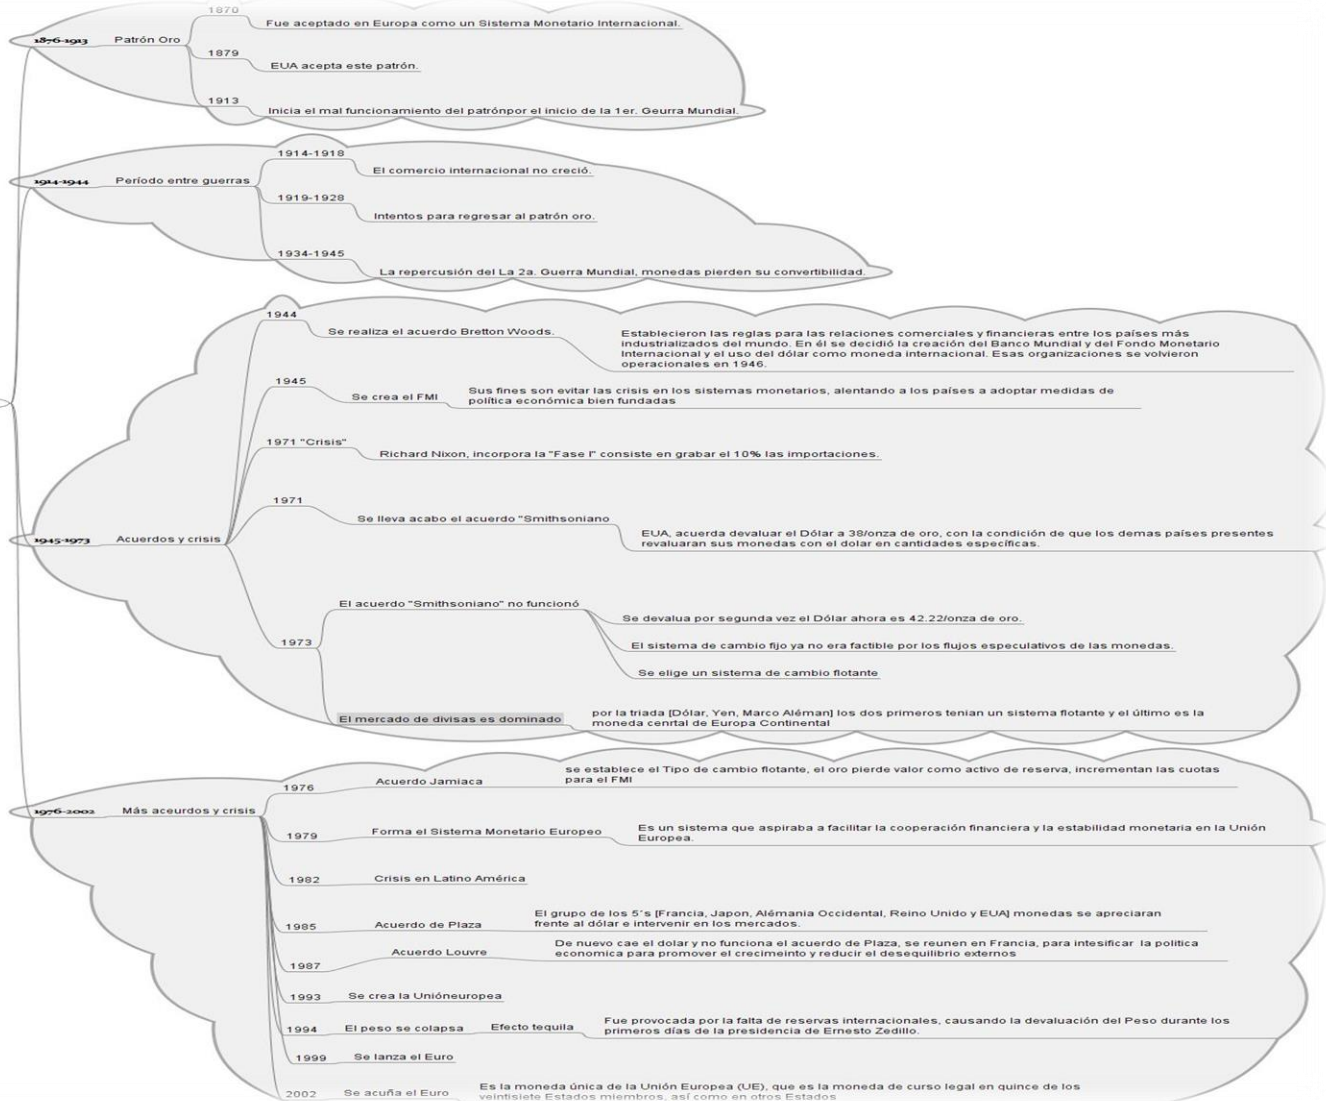 1870
Fue aceptado en Europa como un Sistema Monetario Internacional.
1876-1913
Patrón Oro
1879
EUA acepta este patrón.
1913
Inicia el mal funcionamiento del patrónpor el inicio de la 1er. Geurra Mundial.
1914-1944
Período entre guerras
1914-1918
El comercio internacional no creció.
1919-1928
Intentos para regresar al patrón oro.
1934-1945
La repercusión del La 2a. Guerra Mundial, monedas pierden su convertibilidad.
1945-1973
Acuerdos y crisis
1944
Se realiza el acuerdo Bretton Woods.
Establecieron las reglas para las relaciones comerciales y financieras entre los países más
industrializados del mundo. En él se decidió la creación del Banco Mundial y del Fondo Monetario
Internacional y el uso del dólar como moneda internacional. Esas organizaciones se volvieron
operacionales en 1946.
1945
Se crea el FMI
Sus fines son evitar las crisis en los sistemas monetarios, alentando a los países a adoptar medidas de
política económica bien fundadas
1971 "Crisis"
Richard Nixon, incorpora la "Fase I" consiste en grabar el 10% las importaciones.
1971
Se lleva acabo el acuerdo "Smithsoniano
EUA, acuerda devaluar el Dólar a 38/onza de oro, con la condición de que los demas países presentes
revaluaran sus monedas con el dolar en cantidades específicas.
1973
El acuerdo "Smithsoniano" no funcionó
Se devalua por segunda vez el Dólar ahora es 42.22/onza de oro.
El sistema de cambio fijo ya no era factible por los flujos especulativos de las monedas.
Se elige un sistema de cambio flotante
El mercado de divisas es dominado
por la triada [Dólar, Yen, Marco Aléman] los dos primeros tenian un sistema flotante y el último es la
moneda cenrtal de Europa Continental
1976-2002
Más aceurdos y crisis
1976
Acuerdo Jamiaca
se establece el Tipo de cambio flotante, el oro pierde valor como activo de reserva, incrementan las cuotas
para el FMI
1979
Forma el Sistema Monetario Europeo
Es un sistema que aspiraba a facilitar la cooperación financiera y la estabilidad monetaria en la Unión
Europea.
1982
Crisis en Latino América
1985
Acuerdo de Plaza
El grupo de los 5's [Francia, Japon, Alémania Occidental, Reino Unido y EUA] monedas se apreciaran
frente al dólar e intervenir en los mercados.
1987
Acuerdo Louvre
De nuevo cae el dolar y no funciona el acuerdo de Plaza, se reunen en Francia, para intesificar la politica
economica para promover el crecimeinto y reducir el desequilibrio externos
1993
Se crea la Unióneuropea
1994
El peso se colapsa
Efecto tequila
Fue provocada por la falta de reservas internacionales, causando la devaluación del Peso durante los
primeros días de la presidencia de Ernesto Zedillo.
1999
Se lanza el Euro
2002
Se acuña el Euro
Es la moneda única de la Unión Europea (UE), que es la moneda de curso legal en quince de los
veintisiete Estados miembros, así como en otros Estados